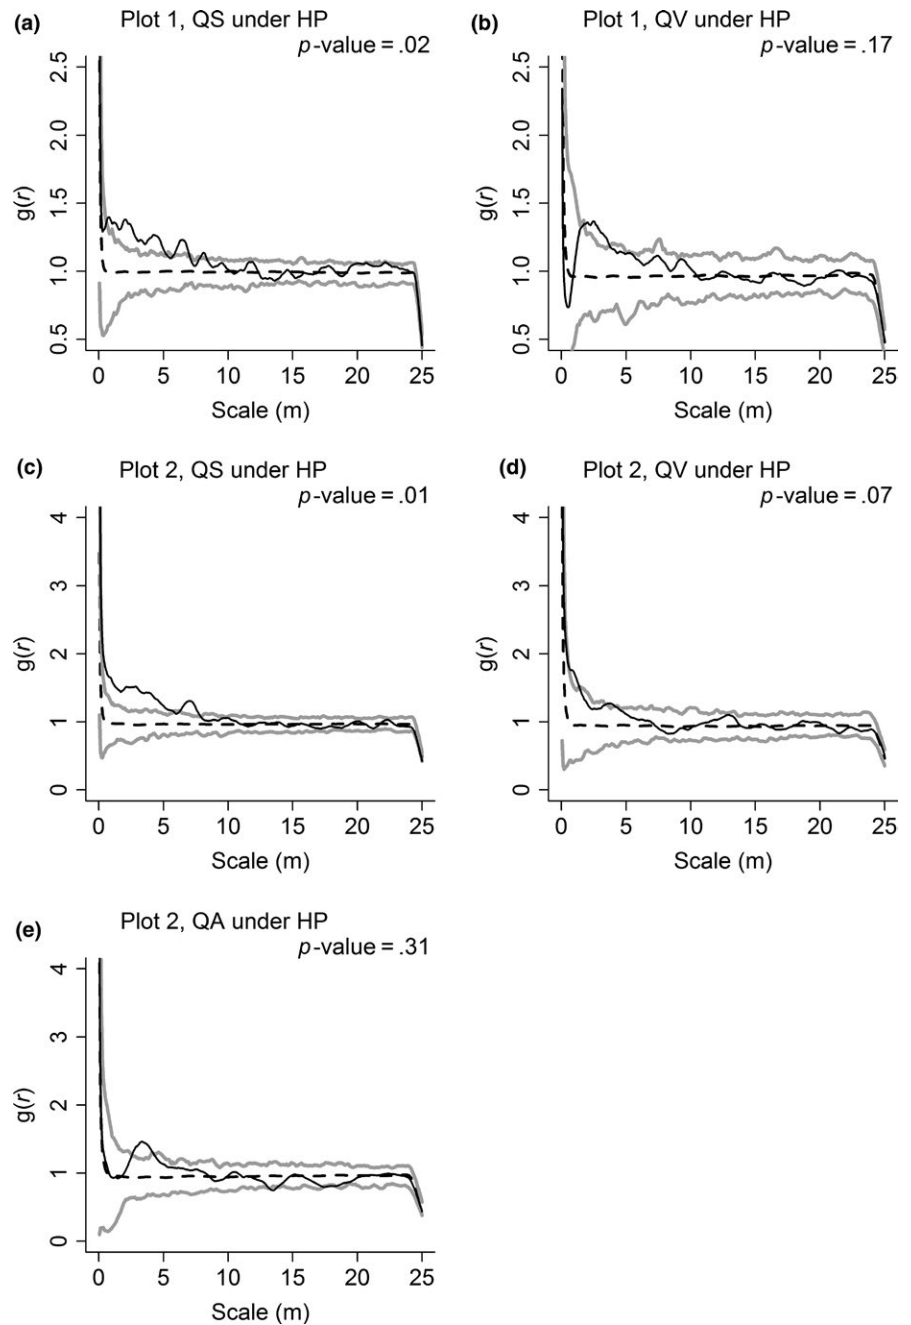 (a) Plot 1, QS under HP
p-value = .02
2.5
2.0
1.5
1.0
0.5
g(r)
0 5 10 15 20 25
Scale (m)
(b) Plot 1, QV under HP
p-value = .17
2.5
2.0
1.5
1.0
0.5
g(r)
0 5 10 15 20 25
Scale (m)
(c) Plot 2, QS under HP
p-value = .01
4
3
2
1
0
g(r)
0 5 10 15 20 25
Scale (m)
(d) Plot 2, QV under HP
p-value = .07
4
3
2
1
0
g(r)
0 5 10 15 20 25
Scale (m)
(e) Plot 2, QA under HP
p-value = .31
4
3
2
1
0
g(r)
0 5 10 15 20 25
Scale (m)